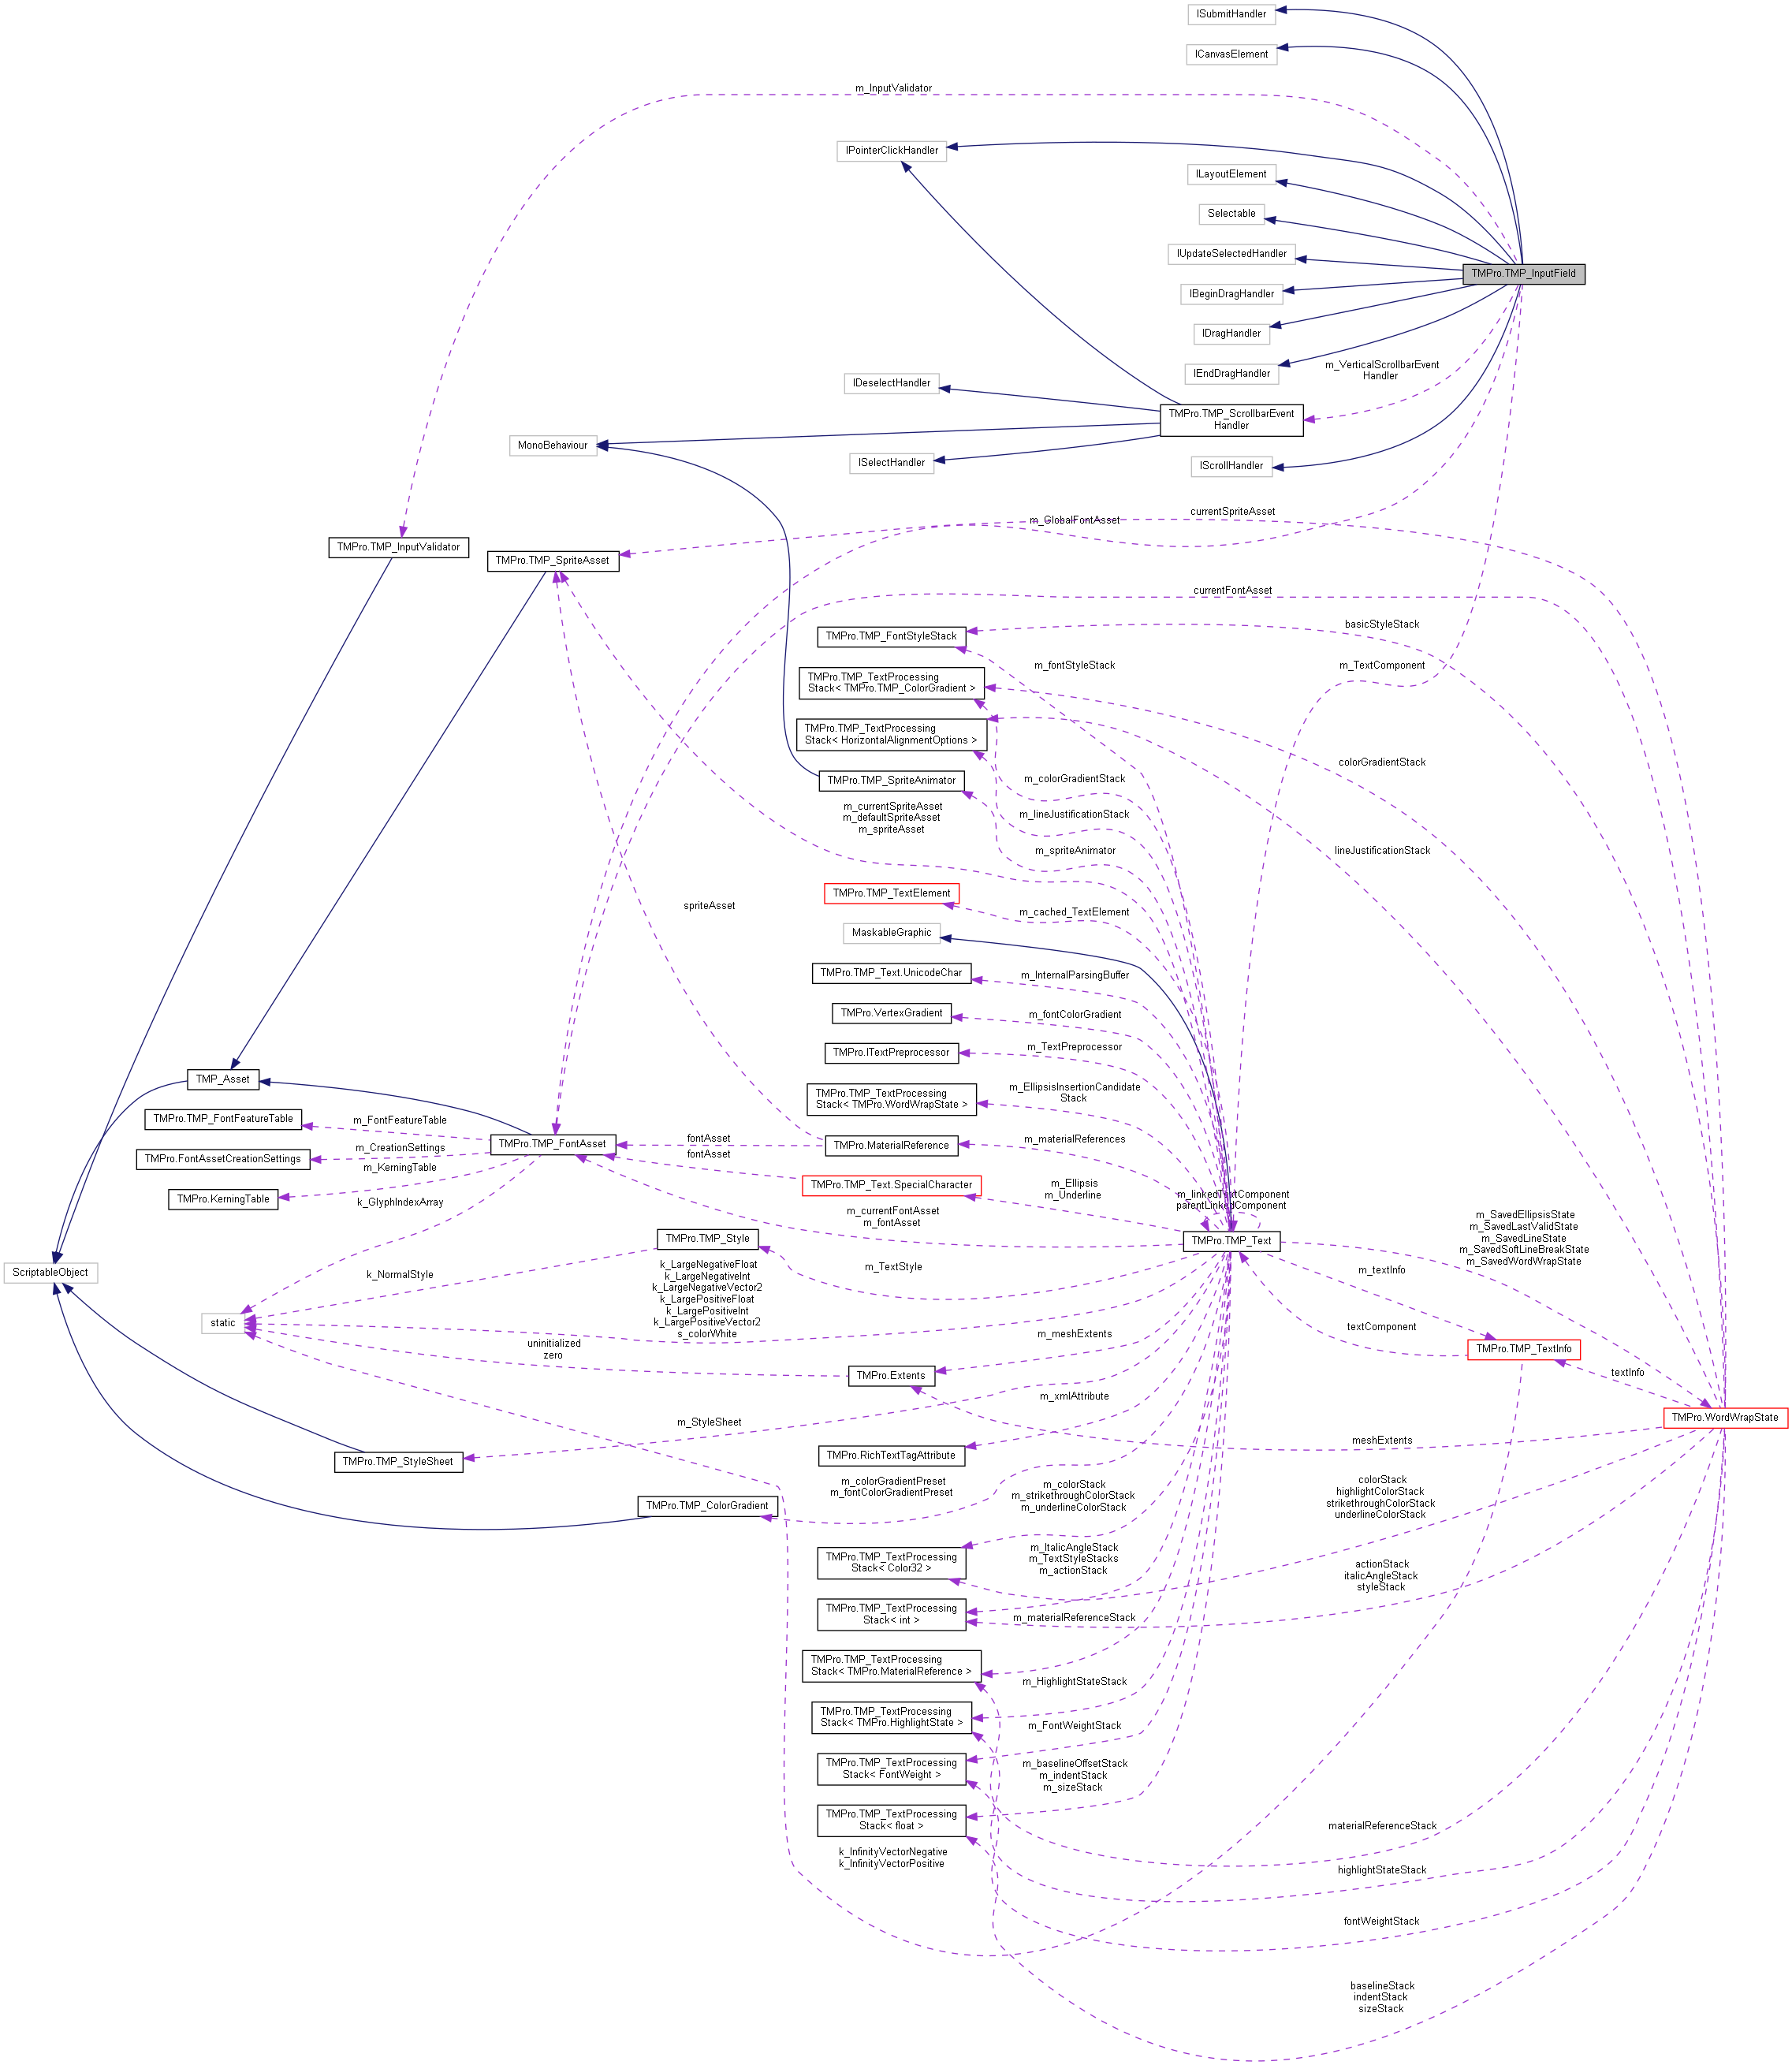 ISubmitHandler
ICanvasElement
m_InputValidator
IPointerClickHandler
ILayoutElement
Selectable
IUpdateSelectedHandler
TMPro.TMP_InputField
IBeginDragHandler
IDragHandler
IEndDragHandler
m_VerticalScrollbarEvent
Handler
IDeselectHandler
TMPro.TMP_ScrollbarEvent
Handler
MonoBehaviour
ISelectHandler
IScrollHandler
currentSpriteAsset
m_GlobalFontAsset
TMPro.TMP_InputValidator
TMPro.TMP_SpriteAsset
currentFontAsset
basicStyleStack
TMPro.TMP_FontStyleStack
m_fontStyleStack
m_TextComponent
TMPro.TMP_TextProcessing
Stack< TMPro.TMP_ColorGradient >
TMPro.TMP_TextProcessing
Stack< HorizontalAlignmentOptions >
colorGradientStack
m_colorGradientStack
TMPro.TMP_SpriteAnimator
m_currentSpriteAsset
m_defaultSpriteAsset
m_spriteAsset
m_lineJustificationStack
m_spriteAnimator
lineJustificationStack
TMPro.TMP_TextElement
spriteAsset
m_cached_TextElement
MaskableGraphic
TMPro.TMP_Text.UnicodeChar
m_InternalParsingBuffer
TMPro.VertexGradient
m_fontColorGradient
TMPro.ITextPreprocessor
m_TextPreprocessor
TMP_Asset
TMPro.TMP_TextProcessing
Stack< TMPro.WordWrapState >
m_EllipsisInsertionCandidate
Stack
TMPro.TMP_FontFeatureTable
m_FontFeatureTable
TMPro.TMP_FontAsset
fontAsset
TMPro.MaterialReference
m_materialReferences
TMPro.FontAssetCreationSettings
m_CreationSettings
fontAsset
m_KerningTable
TMPro.KerningTable
TMPro.TMP_Text.SpecialCharacter
m_Ellipsis
m_Underline
m_linkedTextComponent
parentLinkedComponent
k_GlyphIndexArray
m_currentFontAsset
m_fontAsset
TMPro.TMP_Style
TMPro.TMP_Text
m_SavedEllipsisState
m_SavedLastValidState
m_SavedLineState
m_SavedSoftLineBreakState
m_SavedWordWrapState
ScriptableObject
k_NormalStyle
k_LargeNegativeFloat
k_LargeNegativeInt
k_LargeNegativeVector2
k_LargePositiveFloat
k_LargePositiveInt
k_LargePositiveVector2
s_colorWhite
m_TextStyle
m_textInfo
static
textComponent
m_meshExtents
uninitialized
zero
TMPro.TMP_TextInfo
TMPro.Extents
textInfo
m_xmlAttribute
TMPro.WordWrapState
m_StyleSheet
meshExtents
TMPro.TMP_StyleSheet
TMPro.RichTextTagAttribute
m_colorGradientPreset
m_fontColorGradientPreset
m_colorStack
m_strikethroughColorStack
m_underlineColorStack
colorStack
highlightColorStack
strikethroughColorStack
underlineColorStack
TMPro.TMP_ColorGradient
TMPro.TMP_TextProcessing
Stack< Color32 >
m_ItalicAngleStack
m_TextStyleStacks
m_actionStack
actionStack
italicAngleStack
styleStack
TMPro.TMP_TextProcessing
Stack< int >
m_materialReferenceStack
TMPro.TMP_TextProcessing
Stack< TMPro.MaterialReference >
m_HighlightStateStack
TMPro.TMP_TextProcessing
Stack< TMPro.HighlightState >
m_FontWeightStack
TMPro.TMP_TextProcessing
Stack< FontWeight >
m_baselineOffsetStack
m_indentStack
m_sizeStack
TMPro.TMP_TextProcessing
Stack< float >
materialReferenceStack
k_InfinityVectorNegative
k_InfinityVectorPositive
highlightStateStack
fontWeightStack
baselineStack
indentStack
sizeStack